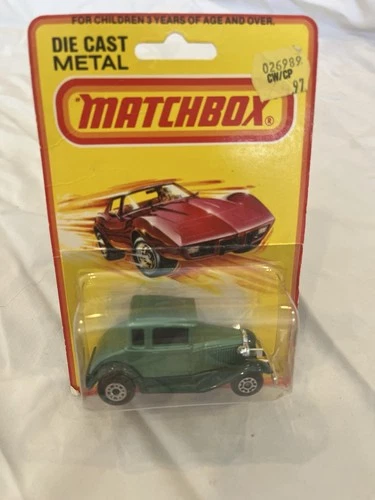 FOR CHILDREN 3 YEARS OF AGE AND OVER.
DIE CAST
METAL
026989
CW/CP
97
"MATCHBOX"®